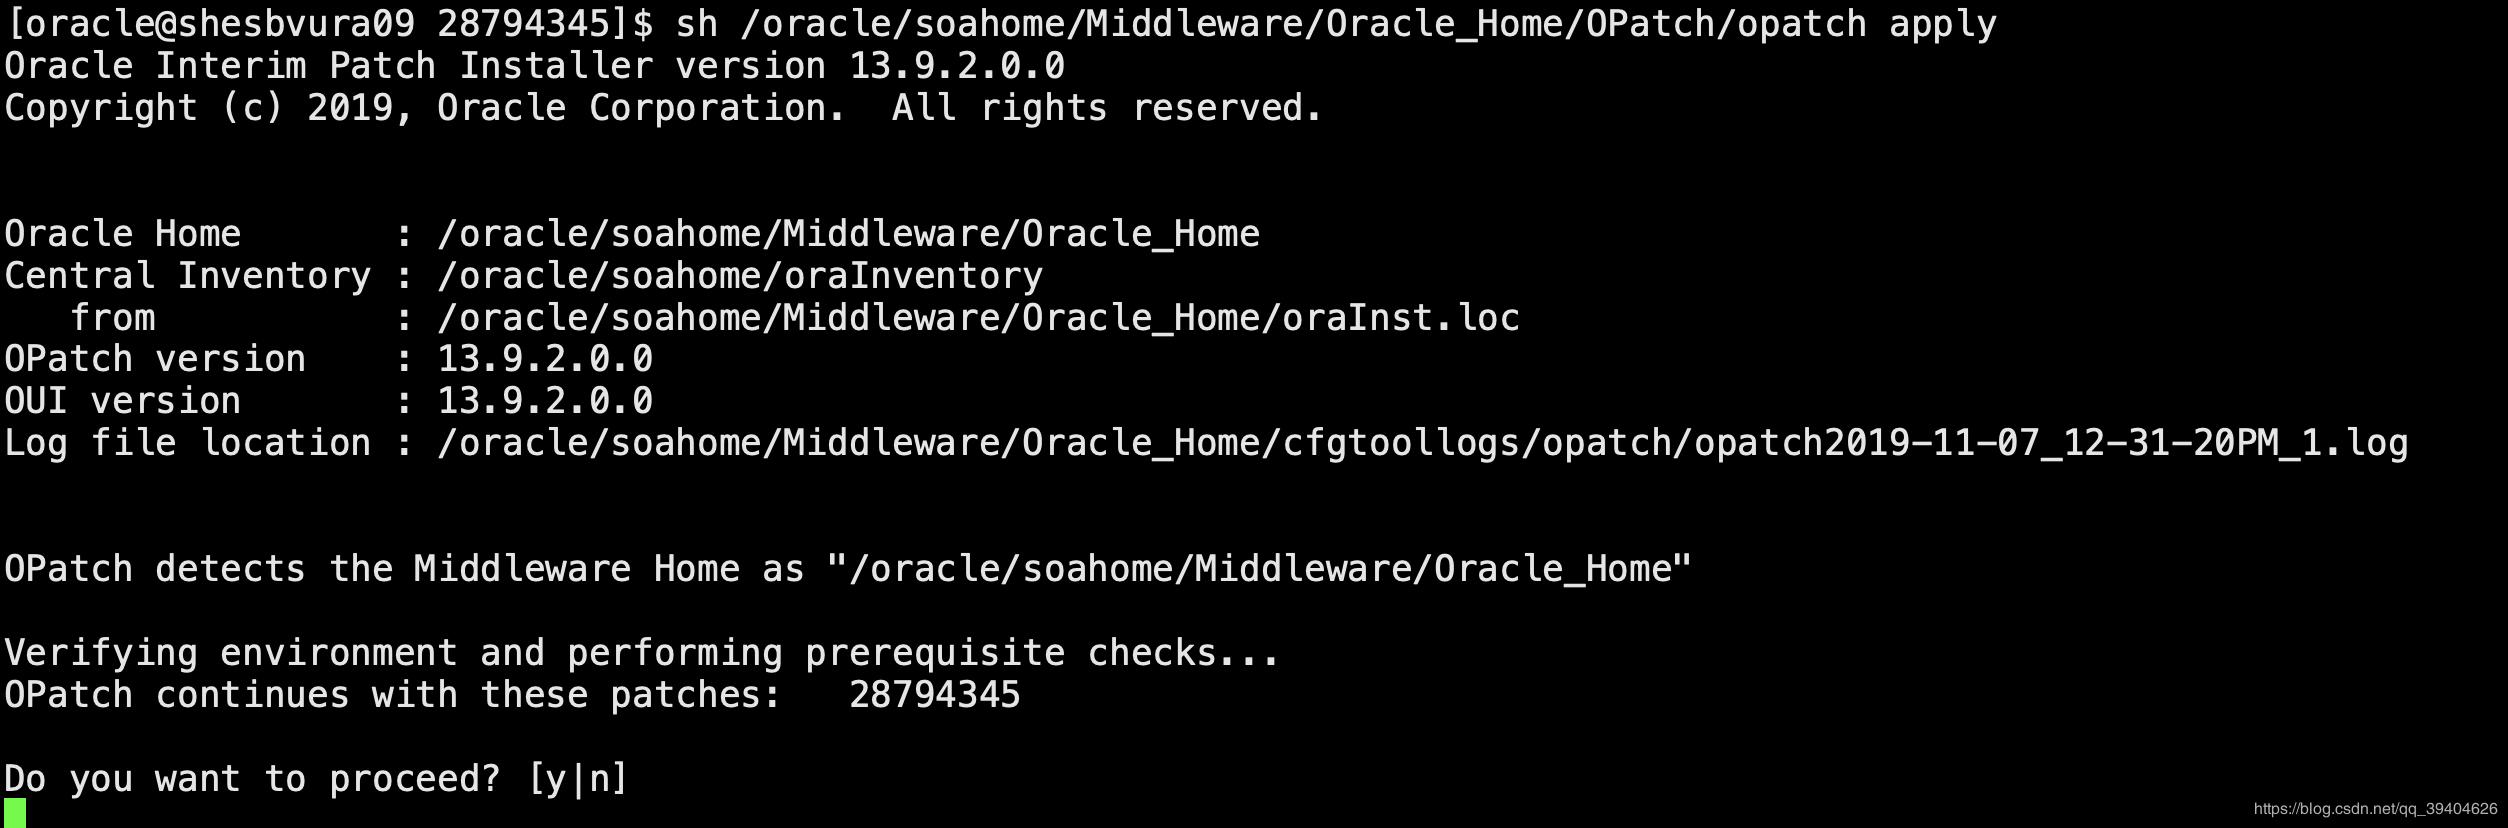 [oracle@shesbvura09 28794345]$ sh /oracle/soahome/Middleware/Oracle_Home/OPatch/opatch apply
Oracle Interim Patch Installer version 13.9.2.0.0
Copyright (c) 2019, Oracle Corporation.  All rights reserved.
Oracle Home       : /oracle/soahome/Middleware/Oracle_Home
Central Inventory : /oracle/soahome/oraInventory
   from           : /oracle/soahome/Middleware/Oracle_Home/oraInst.loc
OPatch version    : 13.9.2.0.0
OUI version       : 13.9.2.0.0
Log file location : /oracle/soahome/Middleware/Oracle_Home/cfgtoollogs/opatch/opatch2019-11-07_12-31-20PM_1.log
OPatch detects the Middleware Home as "/oracle/soahome/Middleware/Oracle_Home"
Verifying environment and performing prerequisite checks...
OPatch continues with these patches:   28794345
Do you want to proceed? [y|n]
https://blog.csdn.net/qq_39404626